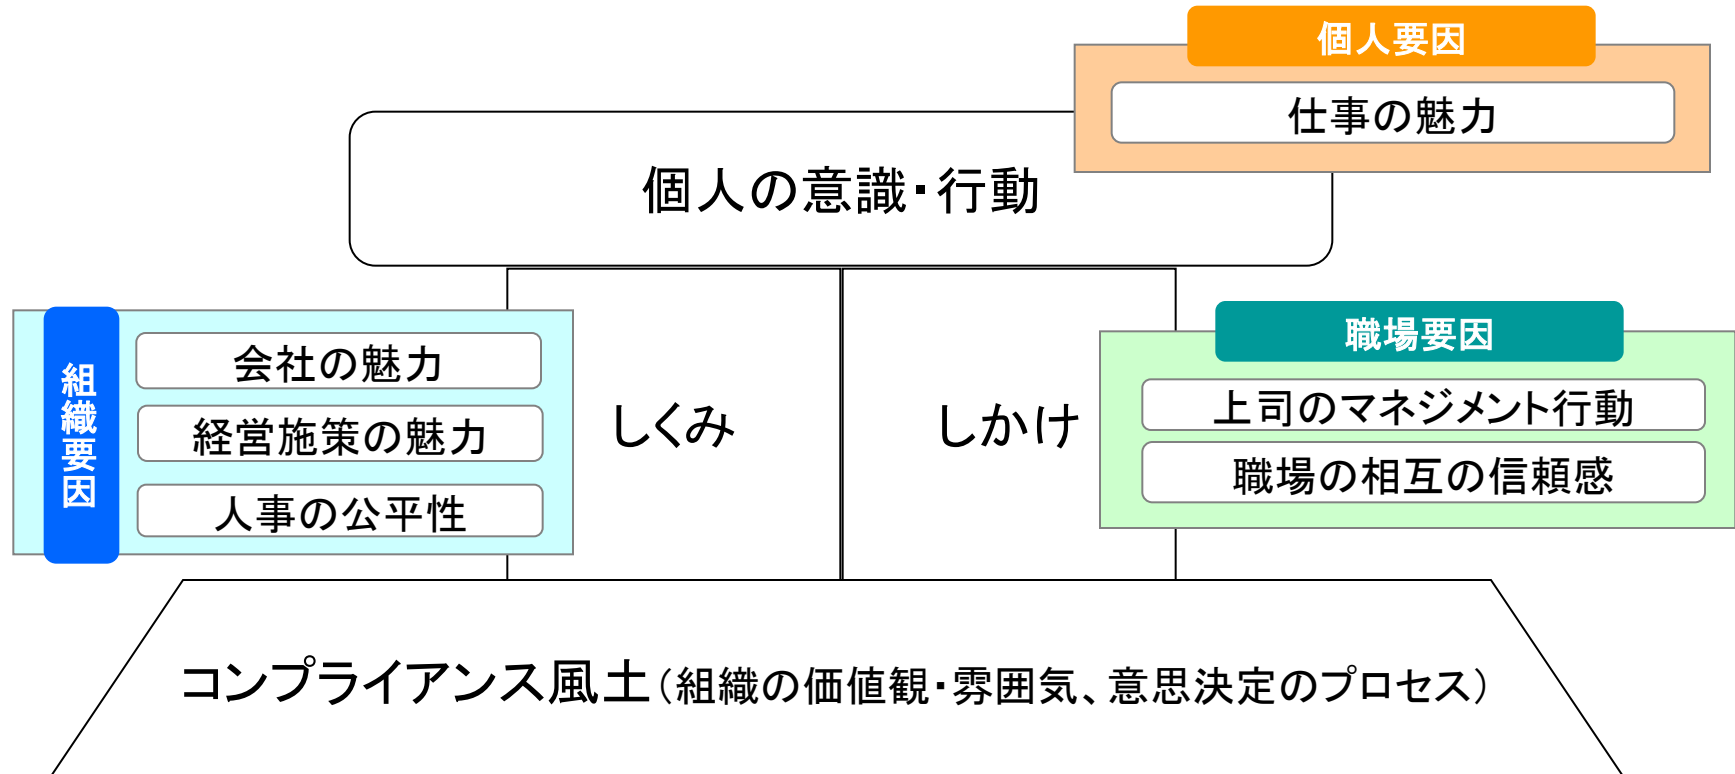 個人要因
仕事の魅力
個人の意識・行動
組織要因
会社の魅力
経営施策の魅力
人事の公平性
しくみ
しかけ
職場要因
上司のマネジメント行動
職場の相互の信頼感
コンプライアンス風土（組織の価値観・雰囲気、意思決定のプロセス）